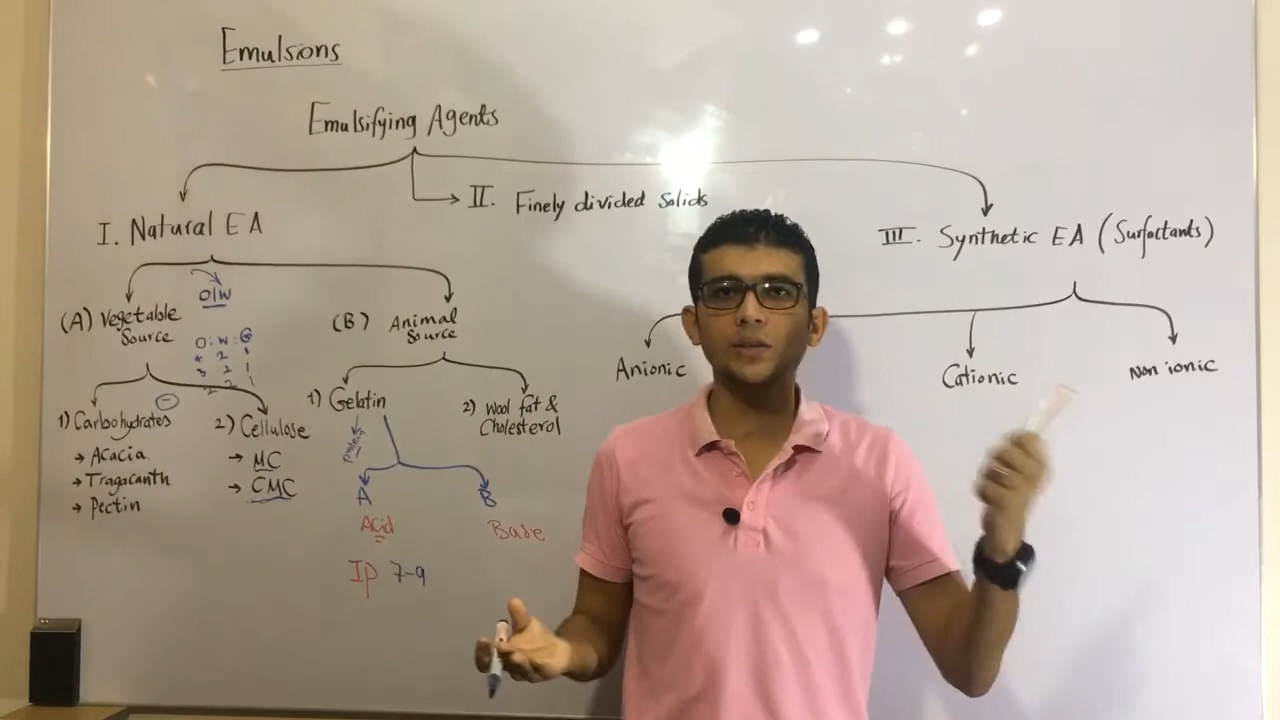 Emulsions
Emulsifying Agents
II. Finely divided solids
I. Natural EA
III. Synthetic EA (Surfactants)
O/W
(A) Vegetable
Source
(B) Animal
Source
O : W : G
4 2 1
3 2 1
2 2 1
Anionic
Cationic
Non ionic
1) Carbohydrates
→ Acacia
→ Tragacanth
→ Pectin
2) Cellulose
→ MC
→ CMC
1) Gelatin
Protein
2) Wool fat &
Cholesterol
A
B
Acid
Base
IP 7-9